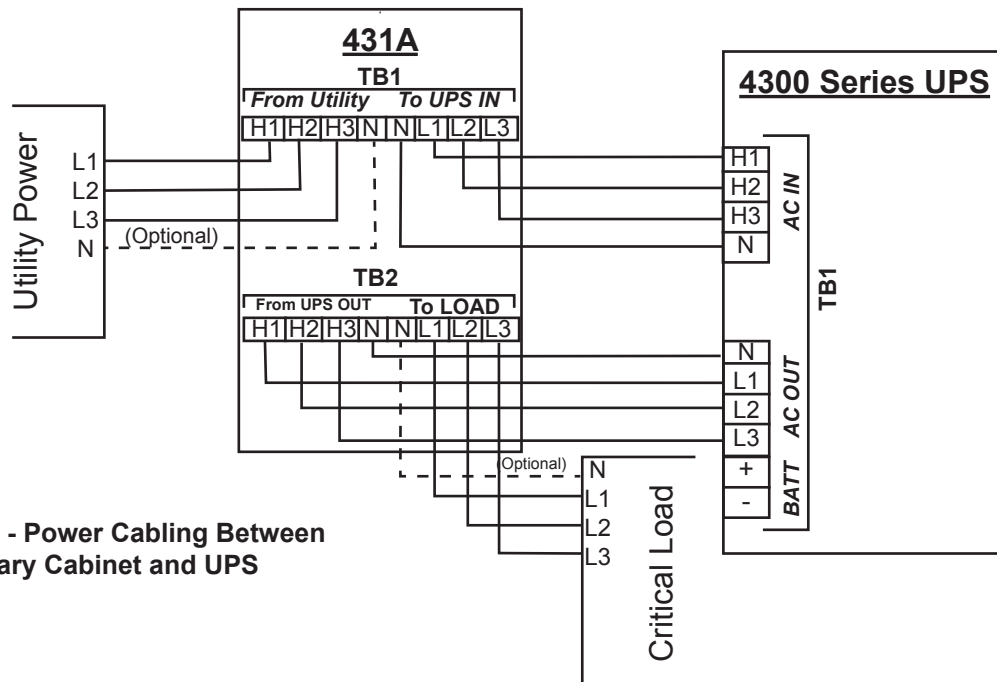 431A
TB1
From Utility To UPS IN
H1 H2 H3 N N L1 L2 L3
4300 Series UPS
Utility Power
L1
L2
L3
N
(Optional)
H1
H2
H3
N
AC IN
TB1
TB2
From UPS OUT To LOAD
H1 H2 H3 N N L1 L2 L3
N
L1
L2
L3
AC OUT
+
-
BATT
(Optional)
N
L1
L2
L3
Critical Load
- Power Cabling Between
ary Cabinet and UPS